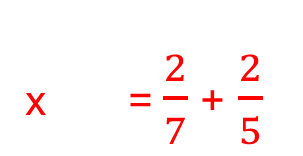 x = 2/7 + 2/5